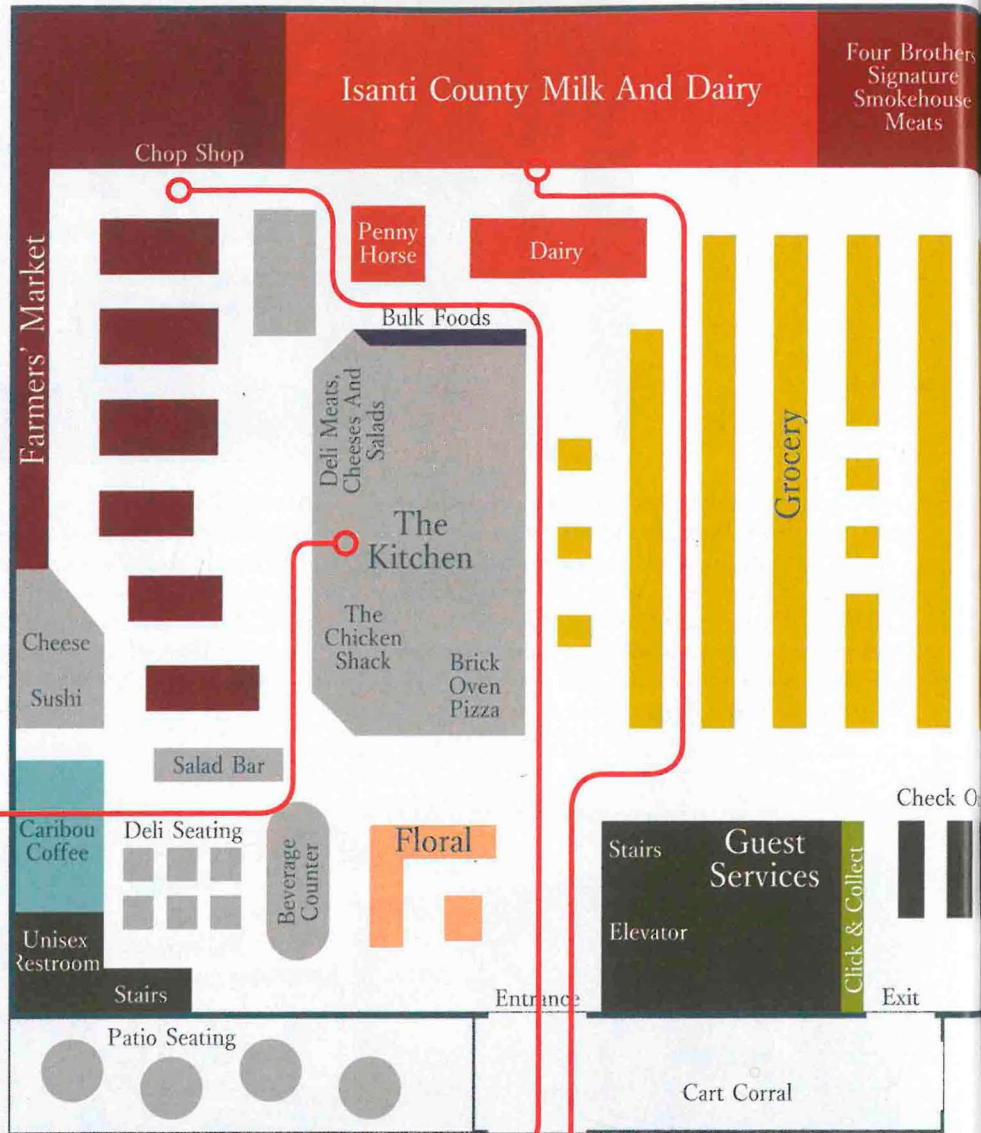 Isanti County Milk And Dairy
Four Brothers
Signature
Smokehouse
Meats
Chop Shop
Farmers' Market
Penny
Horse
Dairy
Bulk Foods
Deli Meats,
Cheeses And
Salads
The
Kitchen
Grocery
The
Chicken
Shack
Brick
Oven
Pizza
Cheese
Sushi
Salad Bar
Caribou
Coffee
Deli Seating
Beverage
Counter
Floral
Stairs
Guest
Services
Elevator
Click & Collect
Check O
Unisex
Restroom
Stairs
Entrance
Exit
Patio Seating
Cart Corral